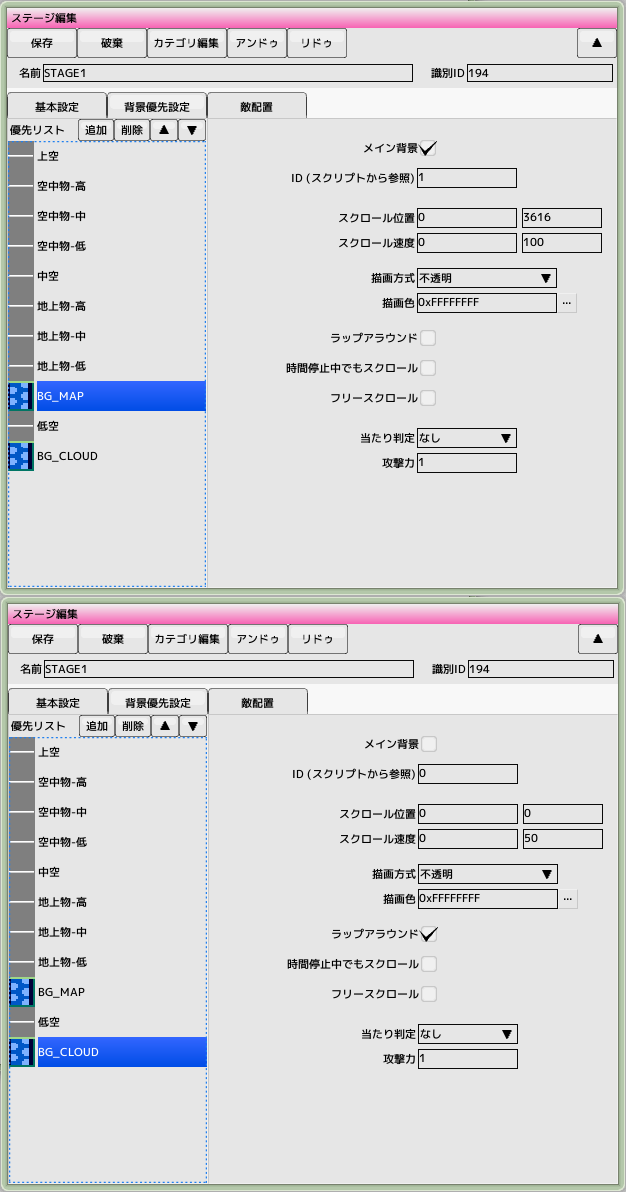 ステージ編集
保存 破棄 カテゴリ編集 アンドゥ リドゥ ▲
名前 STAGE1 識別ID 194
基本設定 背景優先設定 敵配置
優先リスト 追加 削除 ▲ ▼
上空
空中物-高
空中物-中
空中物-低
中空
地上物-高
地上物-中
地上物-低
BG_MAP
低空
BG_CLOUD
メイン背景
ID (スクリプトから参照) 1
スクロール位置 0 3616
スクロール速度 0 100
描画方式 不透明 ▼
描画色 0xFFFFFFFF ...
ラップアラウンド
時間停止中でもスクロール
フリースクロール
当たり判定 なし ▼
攻撃力 1
ステージ編集
保存 破棄 カテゴリ編集 アンドゥ リドゥ ▲
名前 STAGE1 識別ID 194
基本設定 背景優先設定 敵配置
優先リスト 追加 削除 ▲ ▼
上空
空中物-高
空中物-中
空中物-低
中空
地上物-高
地上物-中
地上物-低
BG_MAP
低空
BG_CLOUD
メイン背景
ID (スクリプトから参照) 0
スクロール位置 0 0
スクロール速度 0 50
描画方式 不透明 ▼
描画色 0xFFFFFFFF ...
ラップアラウンド
時間停止中でもスクロール
フリースクロール
当たり判定 なし ▼
攻撃力 1